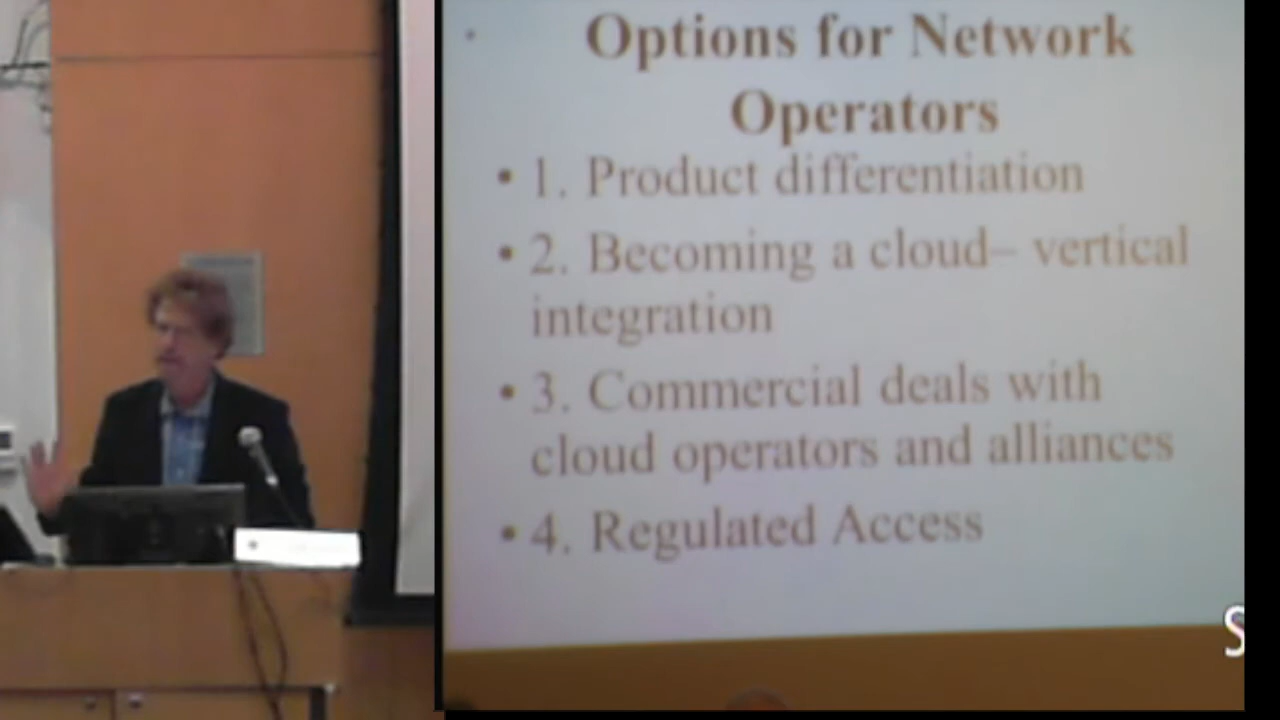 Options for Network
Operators
• 1. Product differentiation
• 2. Becoming a cloud– vertical
integration
• 3. Commercial deals with
cloud operators and alliances
• 4. Regulated Access
S